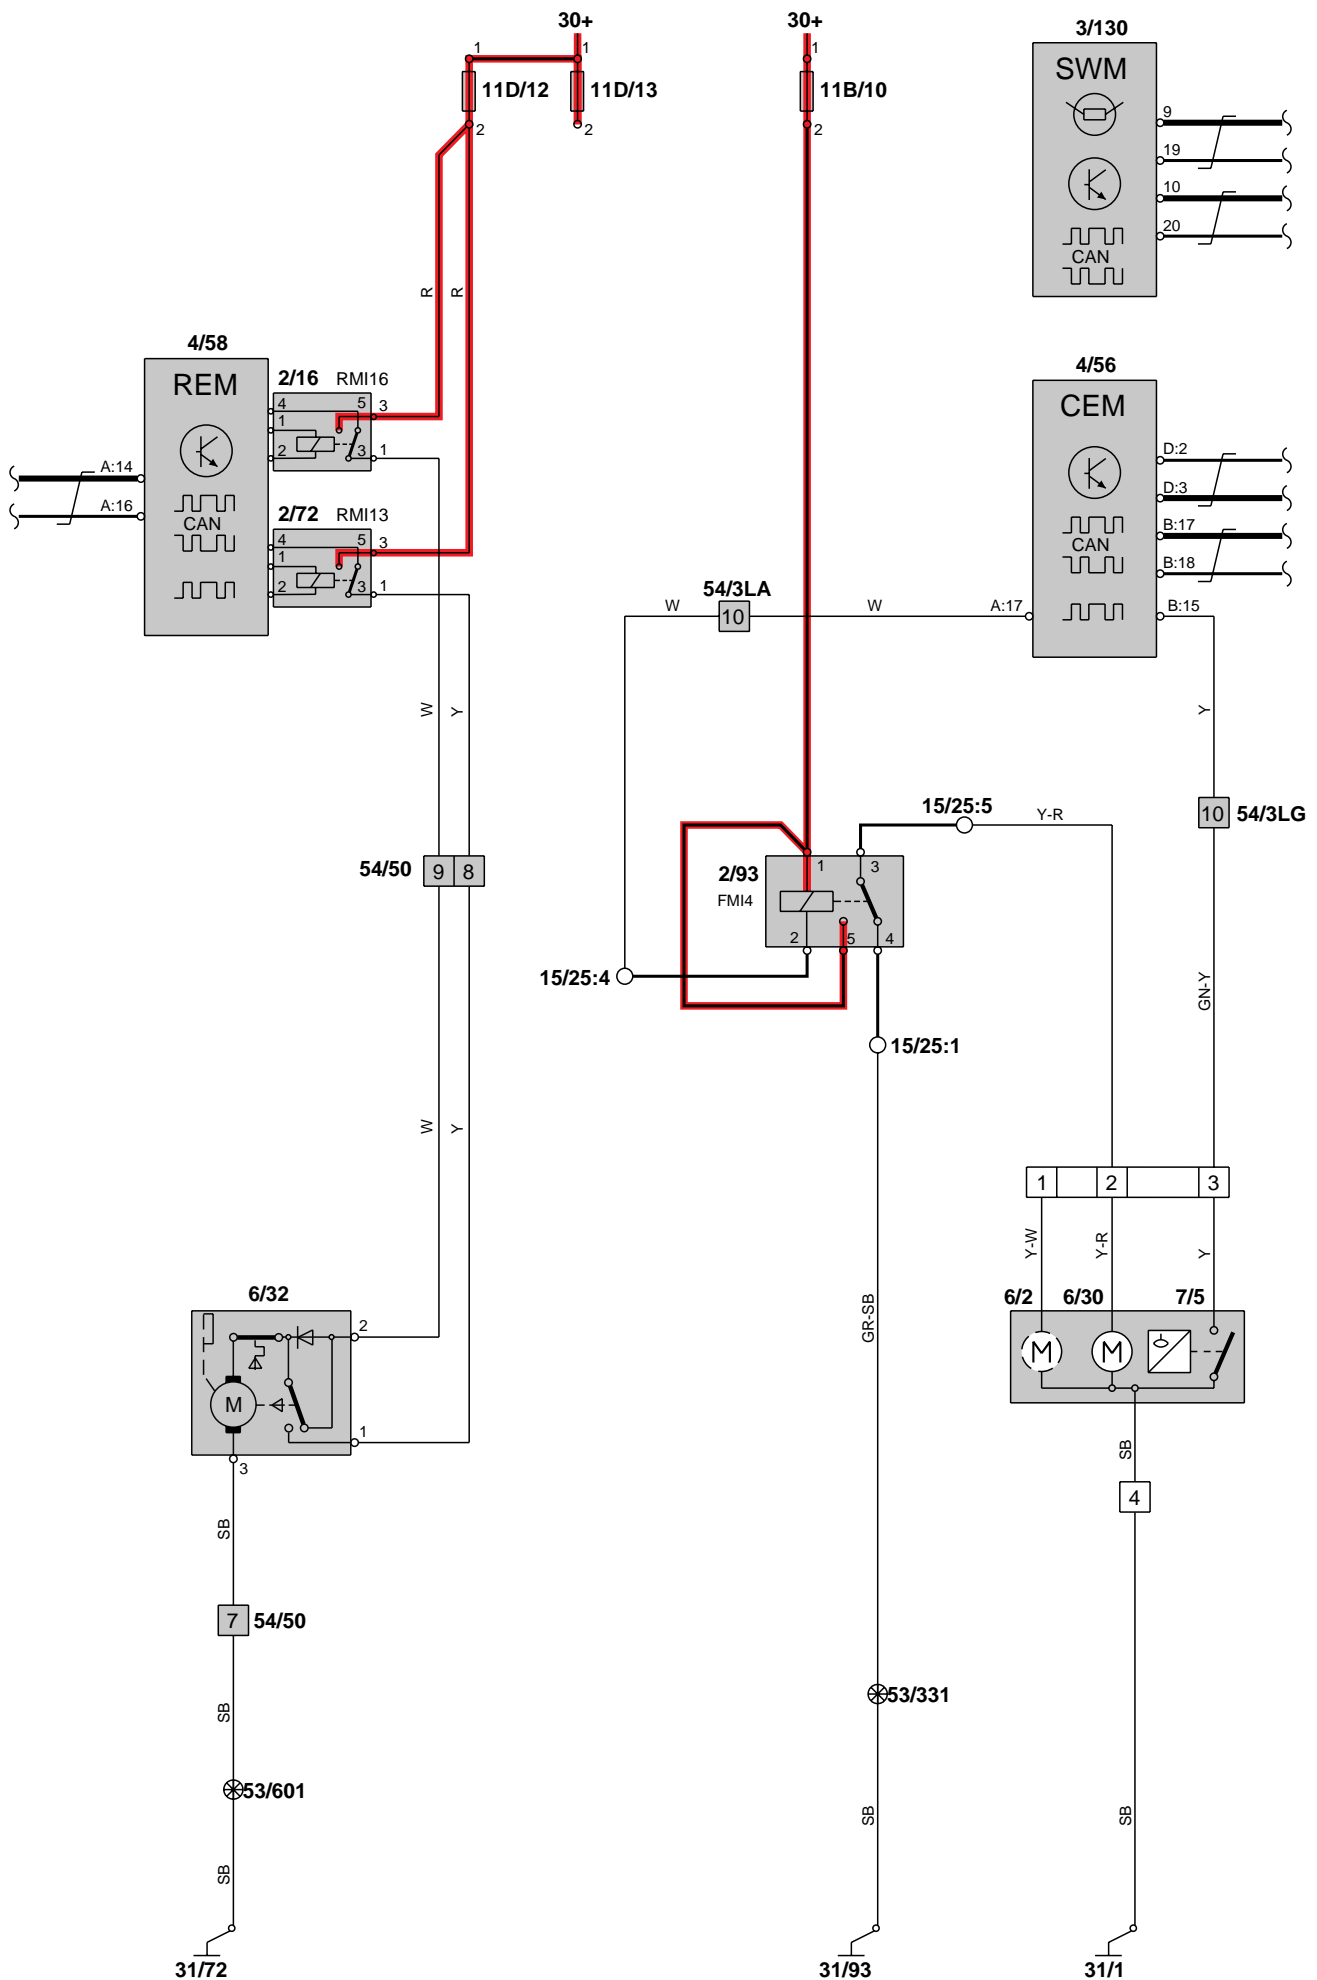 30+ 30+ 3/130
1 1 1 SWM
11D/12 11D/13 11B/10
2 2 2 9
19
10
20
CAN
R R
4/58
REM 2/16 RMI16 4/56
4 5 3 CEM
1
2 3 1 D:2
A:14 D:3
A:16 2/72 RMI13 B:17
CAN 4 5 3 CAN
1 B:18
2 3 1 54/3LA
W 10 W A:17 B:15
W Y Y
15/25:5 Y-R 10 54/3LG
54/50 9 8 2/93 1 3
FMI4
2 5 4
15/25:4 GN-Y
15/25:1
W Y
1 2 3
Y-W Y-R Y
6/32 GR-SB 6/2 6/30 7/5
2
M M M
1
3 SB
4
SB
7 54/50
53/331
SB
53/601
SB SB
SB
31/72 31/93 31/1